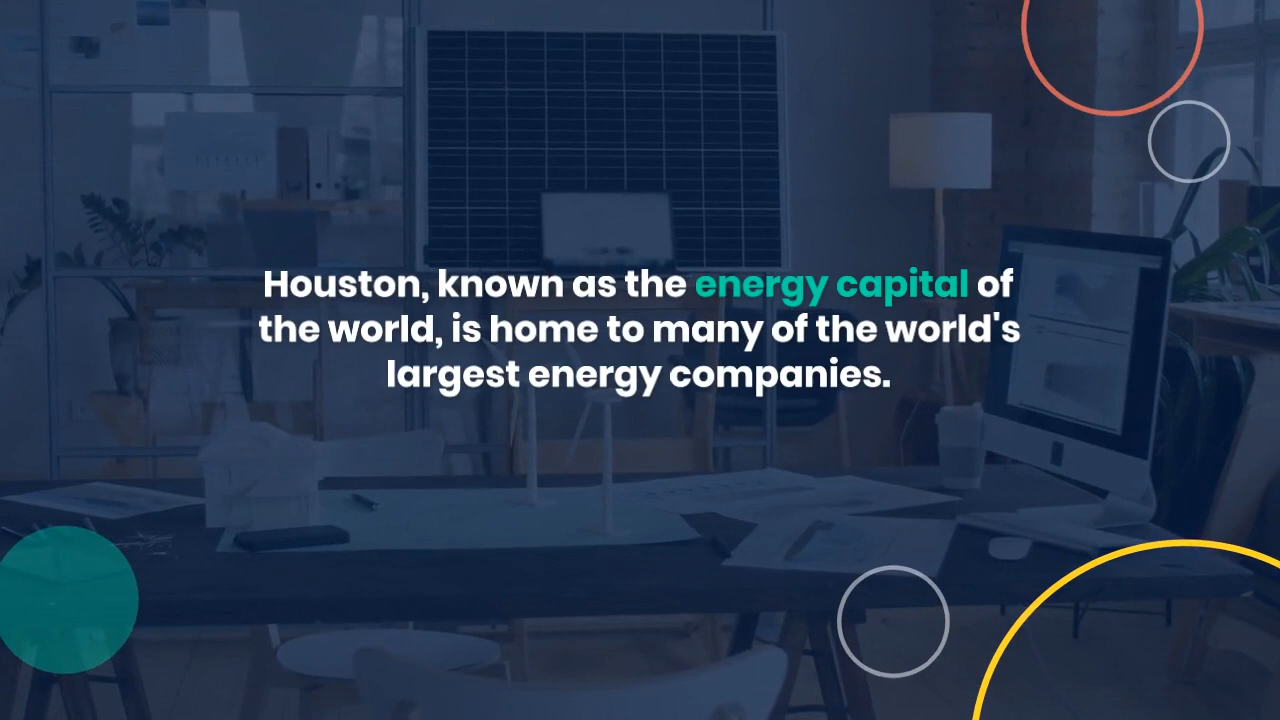 Houston, known as the energy capital of
the world, is home to many of the world's
largest energy companies.